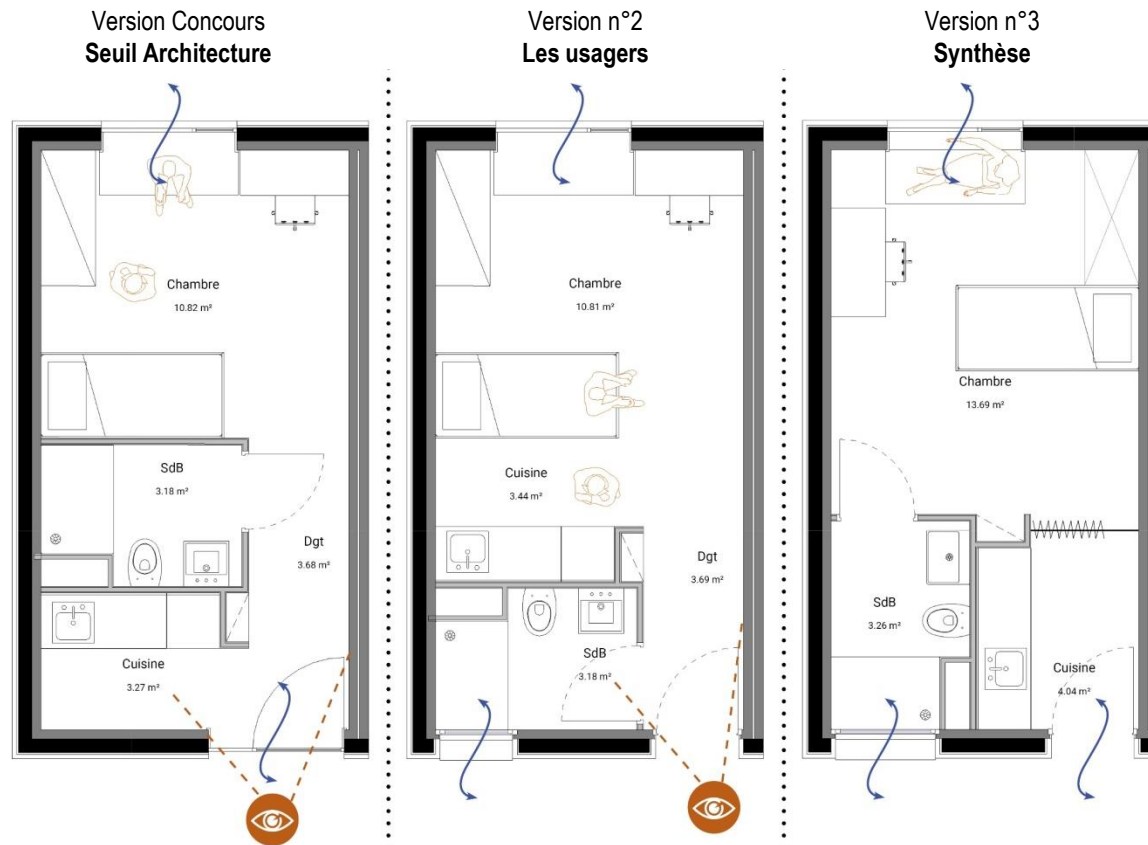 Version Concours
Seuil Architecture
Version n°2
Les usagers
Version n°3
Synthèse
Chambre
10.82 m²
SdB
3.18 m²
Dgt
3.68 m²
Cuisine
3.27 m²
Chambre
10.81 m²
Cuisine
3.44 m²
Dgt
3.69 m²
SdB
3.18 m²
Chambre
13.69 m²
SdB
3.26 m²
Cuisine
4.04 m²